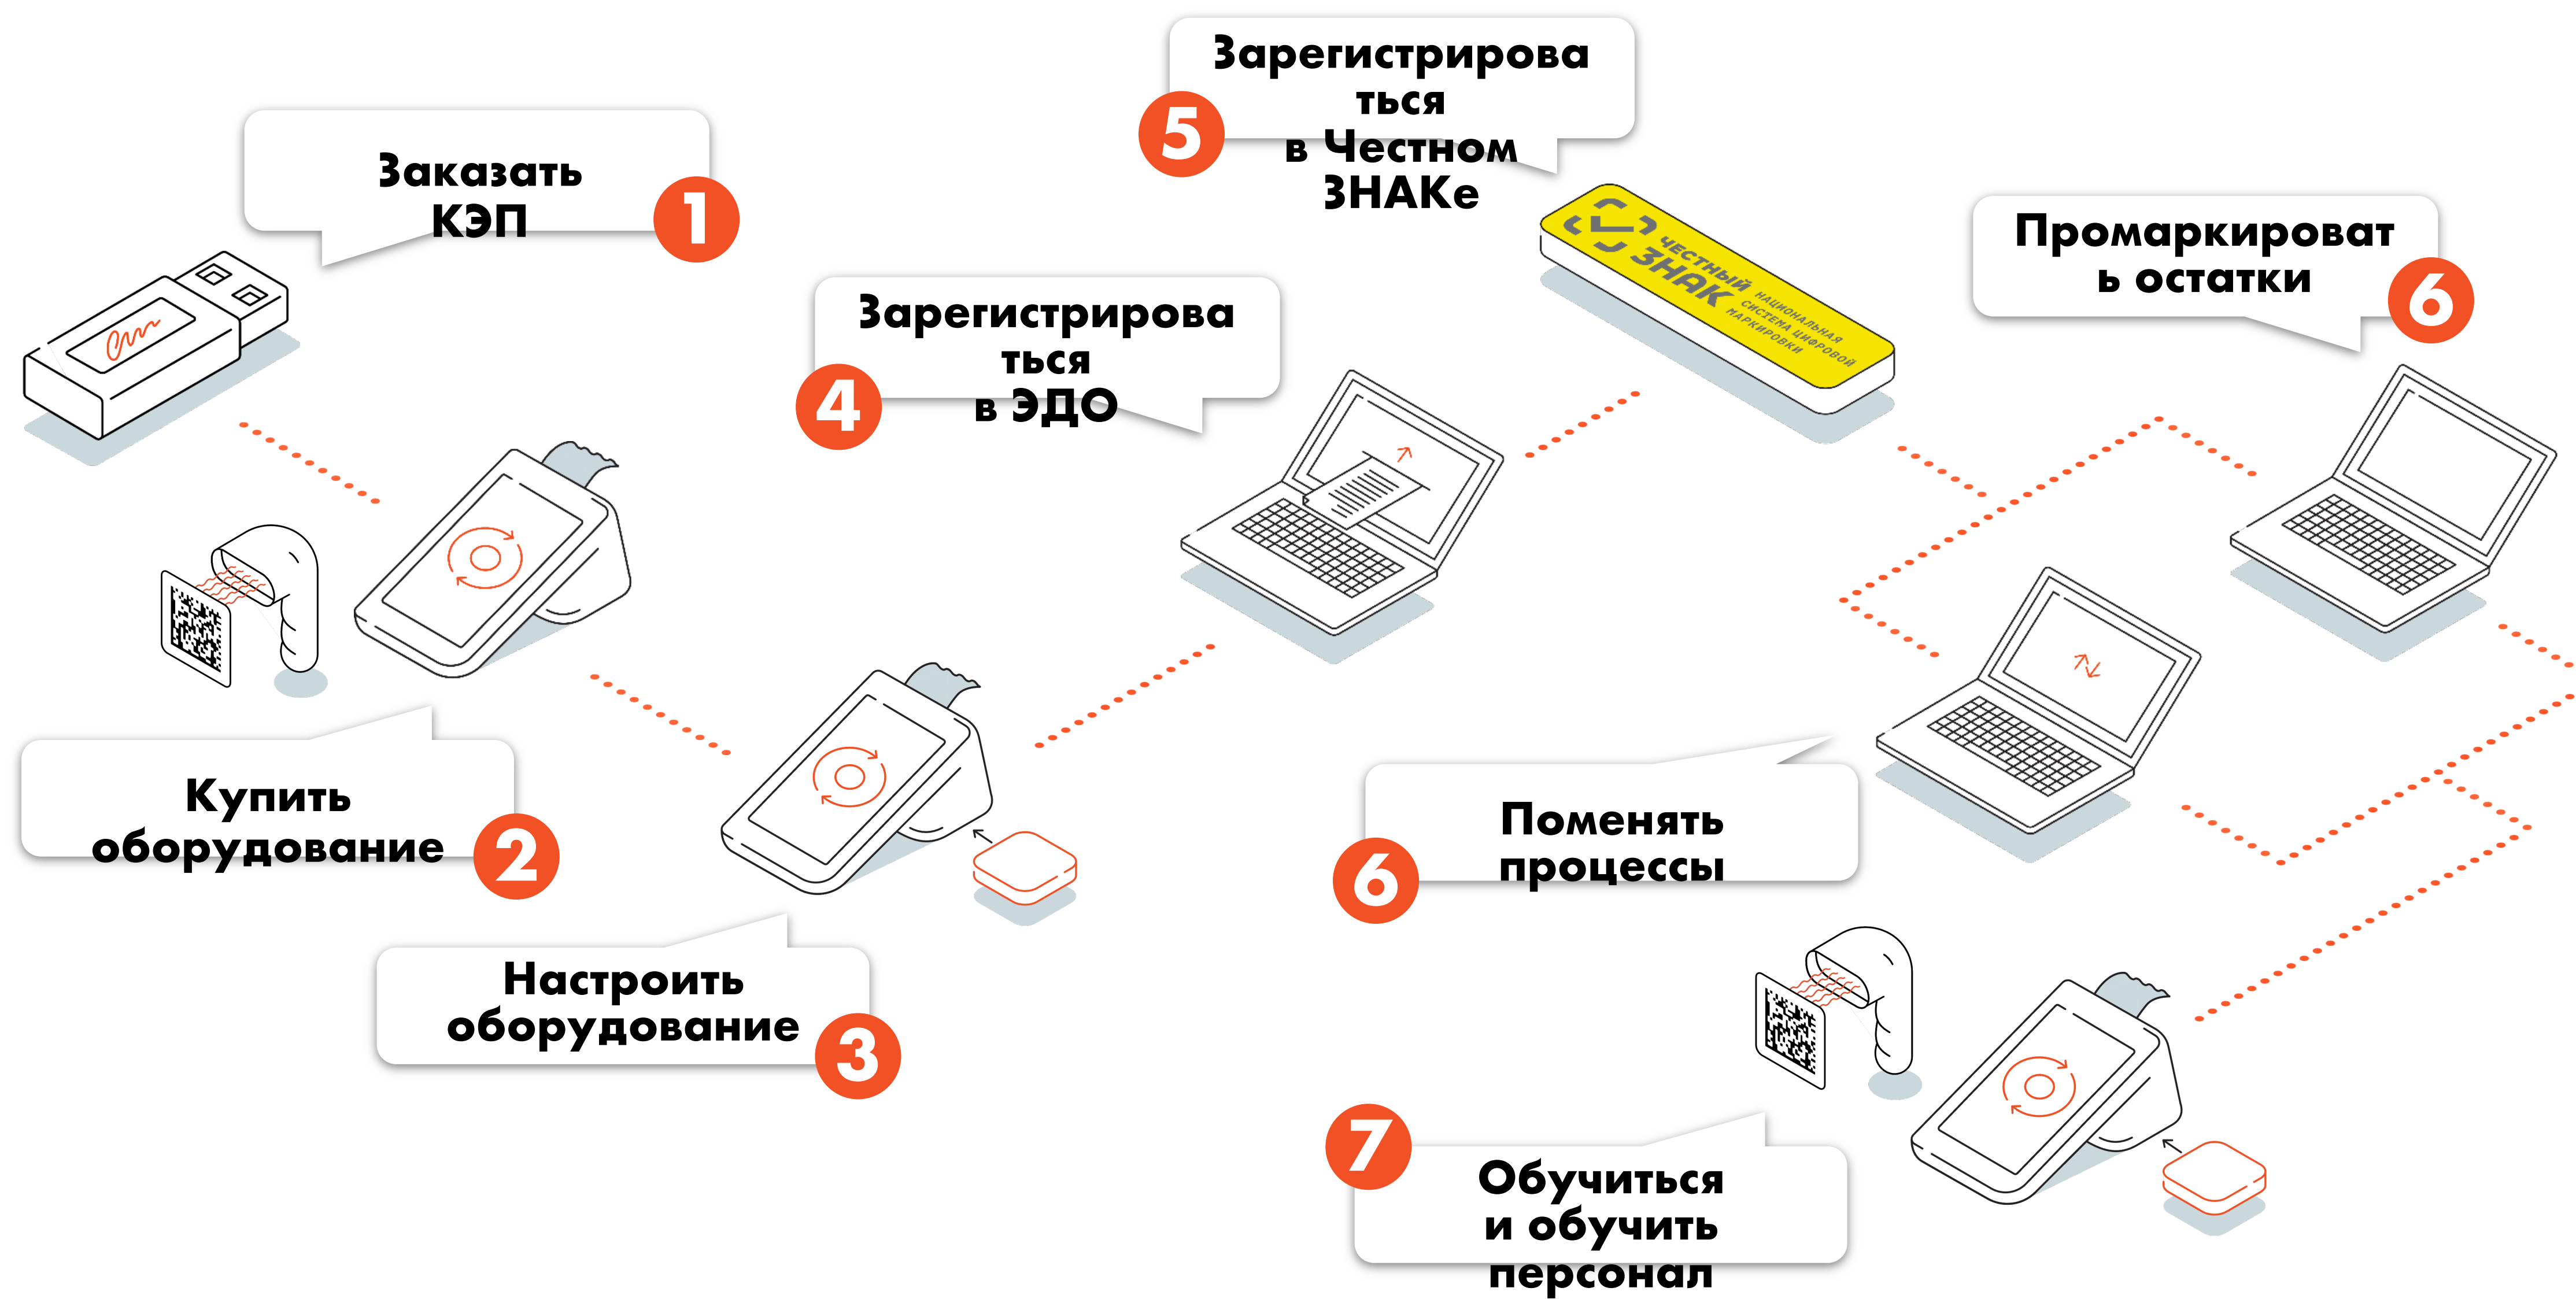 Заказать
КЭП
1
Купить
оборудование
2
Настроить
оборудование
3
Зарегистрирова
ться
в ЭДО
4
Зарегистрирова
ться
в Честном
ЗНАКе
5
ЧЕСТНЫЙ
ЗНАК
НАЦИОНАЛЬНАЯ
СИСТЕМА ЦИФРОВОЙ
МАРКИРОВКИ
Промаркироват
ь остатки
6
Поменять
процессы
6
7
Обучиться
и обучить
персонал